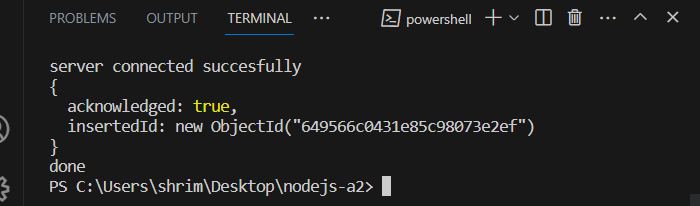 PROBLEMS OUTPUT TERMINAL ... powershell
server connected succesfully
{
  acknowledged: true,
  insertedId: new ObjectId("649566c0431e85c98073e2ef")
}
done
PS C:\Users\shrim\Desktop\nodejs-a2>